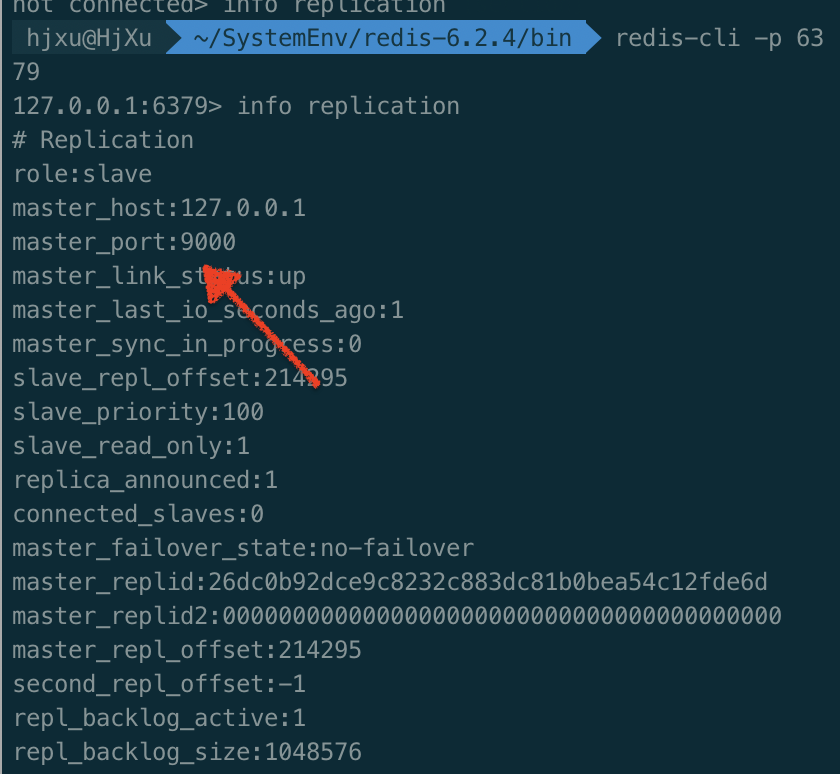 not connected> info replication
hjxu@HjXu ~/SystemEnv/redis-6.2.4/bin redis-cli -p 63
79
127.0.0.1:6379> info replication
# Replication
role:slave
master_host:127.0.0.1
master_port:9000
master_link_status:up
master_last_io_seconds_ago:1
master_sync_in_progress:0
slave_repl_offset:214295
slave_priority:100
slave_read_only:1
replica_announced:1
connected_slaves:0
master_failover_state:no-failover
master_replid:26dc0b92dce9c8232c883dc81b0bea54c12fde6d
master_replid2:0000000000000000000000000000000000000000
master_repl_offset:214295
second_repl_offset:-1
repl_backlog_active:1
repl_backlog_size:1048576